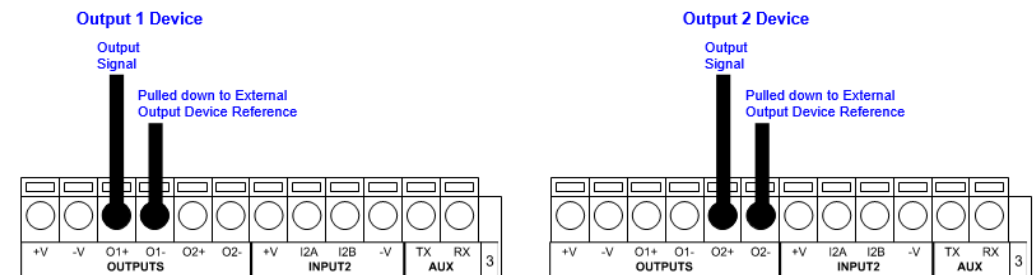 Output 1 Device
Output
Signal
Pulled down to External
Output Device Reference
+V -V O1+ O1- O2+ O2- +V I2A I2B -V TX RX 3
OUTPUTS INPUT2 AUX
Output 2 Device
Output
Signal
Pulled down to External
Output Device Reference
+V -V O1+ O1- O2+ O2- +V I2A I2B -V TX RX 3
OUTPUTS INPUT2 AUX